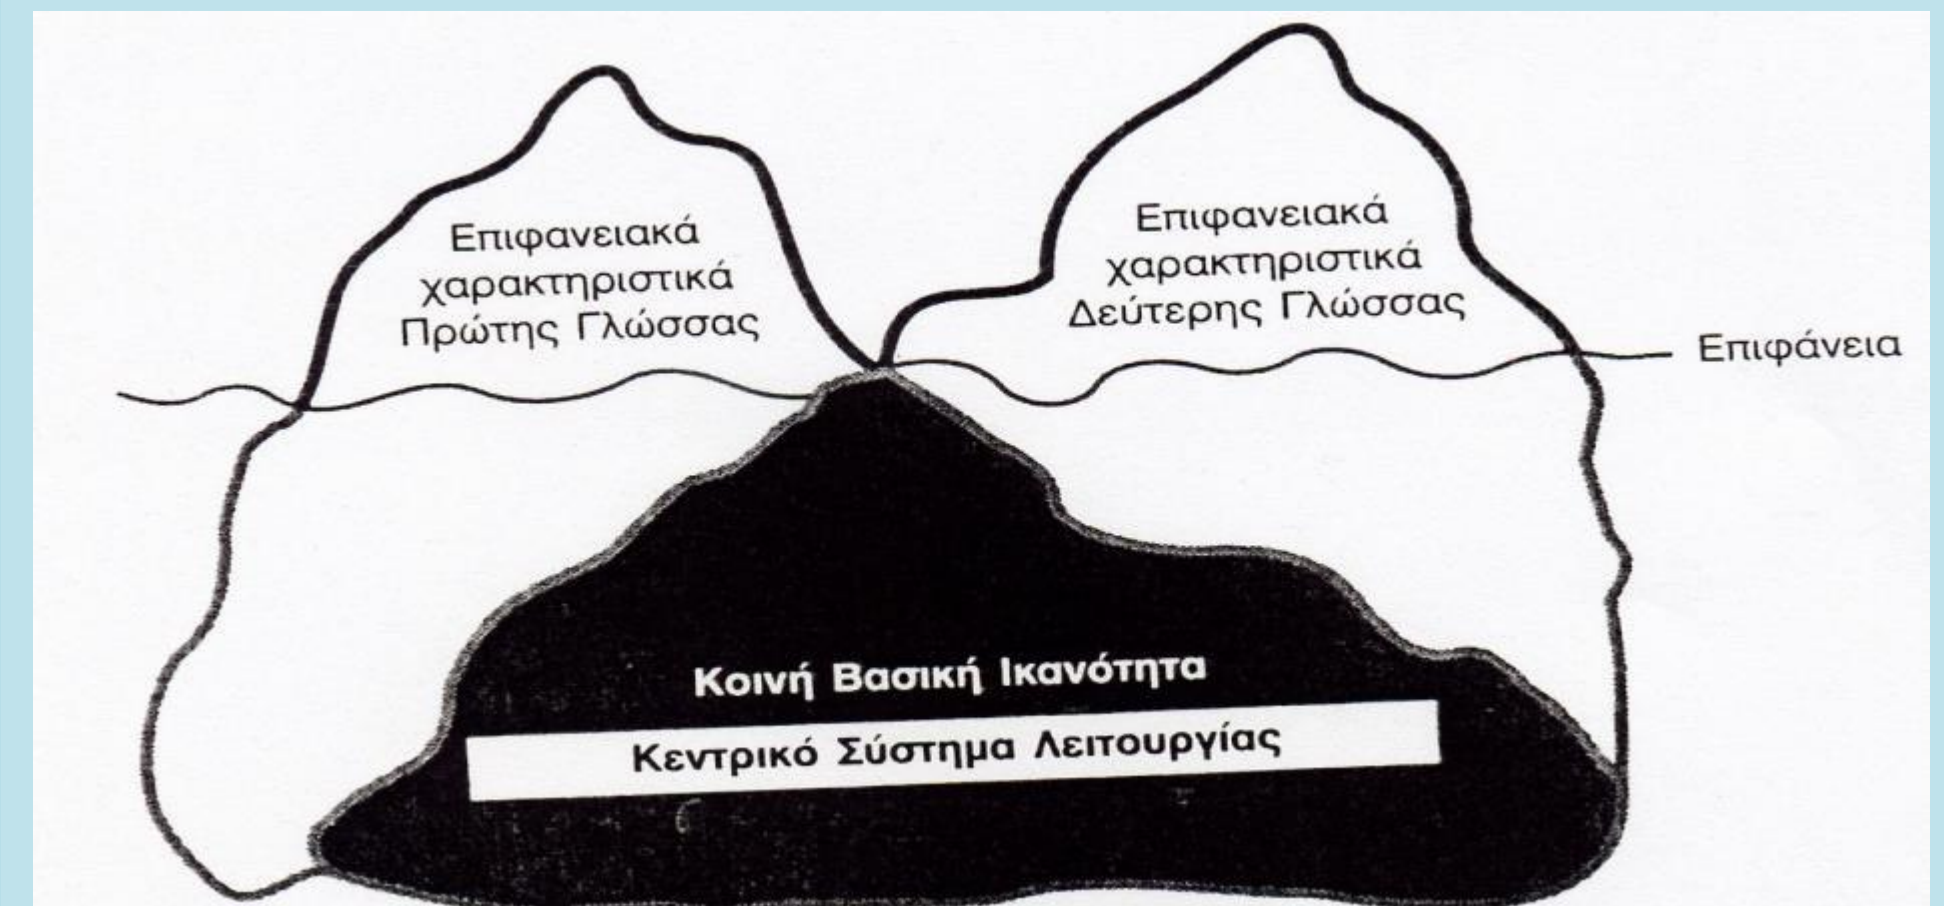 Επιφανειακά
χαρακτηριστικά
Πρώτης Γλώσσας
Επιφανειακά
χαρακτηριστικά
Δεύτερης Γλώσσας
Επιφάνεια
Κοινή Βασική Ικανότητα
Κεντρικό Σύστημα Λειτουργίας